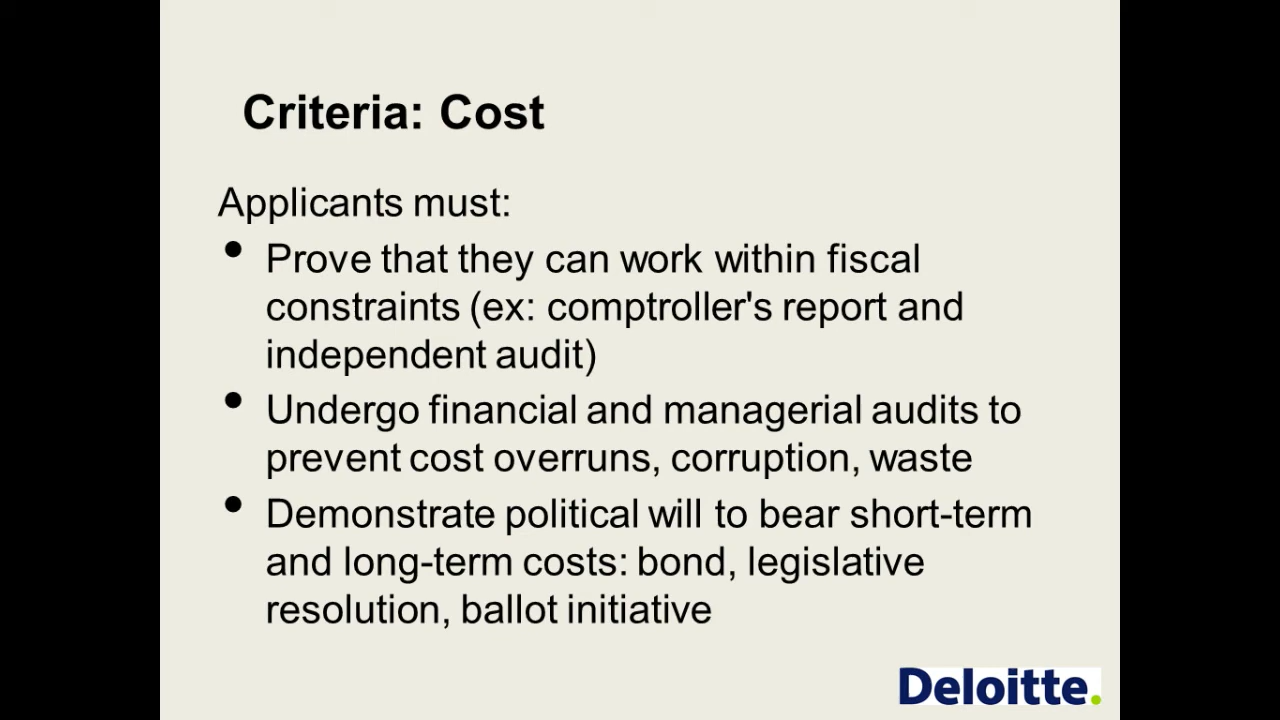 Criteria: Cost
Applicants must:
• Prove that they can work within fiscal
constraints (ex: comptroller's report and
independent audit)
• Undergo financial and managerial audits to
prevent cost overruns, corruption, waste
• Demonstrate political will to bear short-term
and long-term costs: bond, legislative
resolution, ballot initiative
Deloitte.